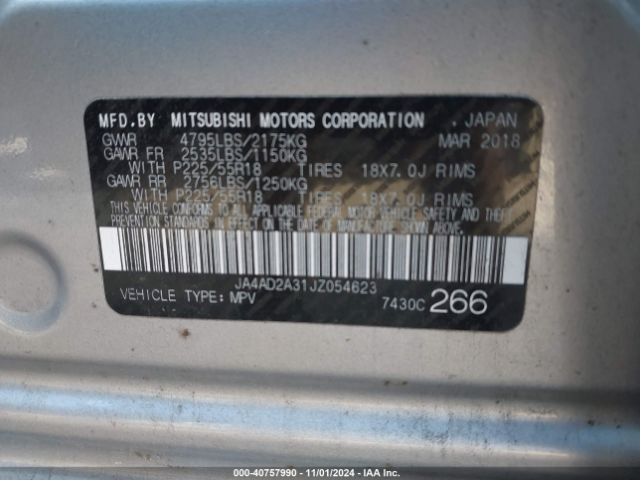 MFD.BY MITSUBISHI MOTORS CORPORATION . JAPAN
GVWR 4795LBS/2175KG MAR 2018
GAWR FR 2535LBS/1150KG
WITH P225/55R18 TIRES 18X7.0J RIMS
GAWR RR 2756LBS/1250KG
WITH P225/55R18 TIRES 18X7.0J RIMS
THIS VEHICLE CONFORMS TO ALL APPLICABLE FEDERAL MOTOR VEHICLE SAFETY AND THEFT
PREVENTION STANDARDS IN EFFECT ON THE DATE OF MANUFACTURE SHOWN ABOVE.
JA4AD2A31JZ054623
VEHICLE TYPE: MPV 7430C 266
000-40757990 - 11/01/2024 - IAA